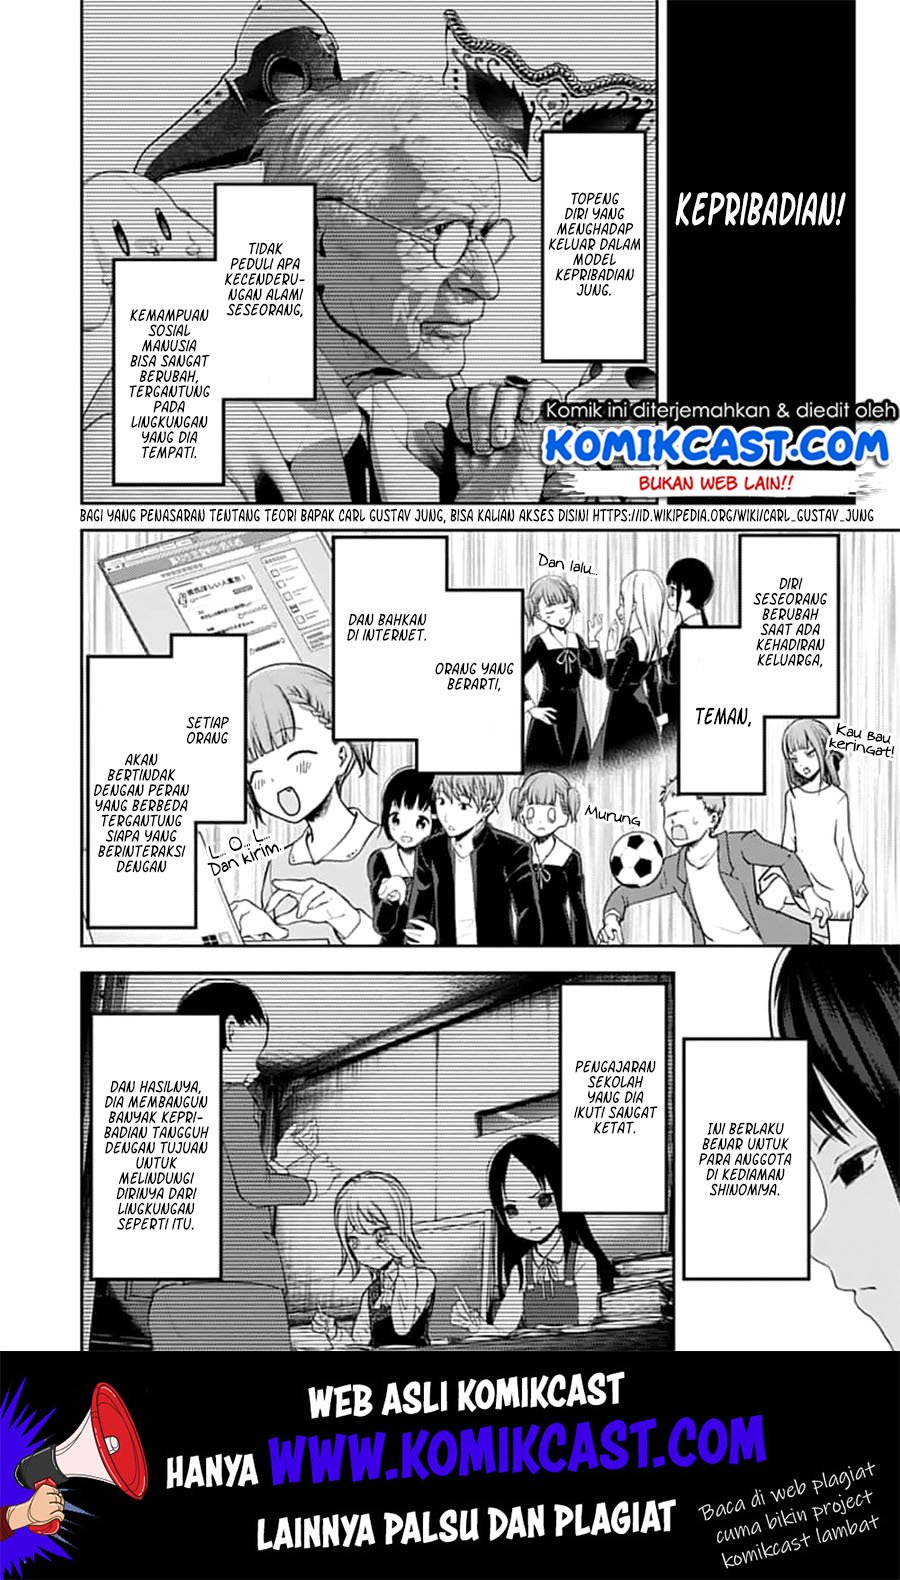 KEPRIBADIAN!
TOPENG
DIRI YANG
MENGHADAP
KELUAR DALAM
MODEL
KEPRIBADIAN
JUNG.
TIDAK
PEDULI APA
KECENDERU-
NGAN ALAMI
SESEORANG,
KEMAMPUAN
SOSIAL
MANUSIA
BISA SANGAT
BERUBAH,
TERGANTUNG
PADA
LINGKUNGAN
YANG DIA
TEMPATI.
Komik ini diterjemahkan & diedit oleh
KOMIKCAST.COM
BUKAN WEB LAIN!!
BAGI YANG PENASARAN TENTANG TEORI BAPAK CARL GUSTAV JUNG, BISA KALIAN AKSES DISINI HTTPS://ID.WIKIPEDIA.ORG/WIKI/CARL_GUSTAV_JUNG
DIRI
SESEORANG
BERUBAH
SAAT ADA
KEHADIRAN
KELUARGA,
TEMAN,
Kau bau
keringat!
Dan lalu...
Murung
DAN BAHKAN
DI INTERNET.
ORANG YANG
BERARTI,
SETIAP
ORANG
AKAN
BERTINDAK
DENGAN PERAN
YANG BERBEDA
TERGANTUNG
SIAPA YANG
BERINTERAKSI
DENGAN
L... O... L...
Dan kirim.
INI BERLAKU
BENAR UNTUK
PARA ANGGOTA
DI KEDIAMAN
SHINOMIYA.
PENGAJARAN
SEKOLAH
YANG DIA
IKUTI SANGAT
KETAT.
DAN HASILNYA,
DIA MEMBANGUN
BANYAK KEPRI-
BADIAN TANGGUH
DENGAN TUJUAN
UNTUK
MELINDUNGI
DIRINYA DARI
LINGKUNGAN
SEPERTI ITU.
WEB ASLI KOMIKCAST
HANYA WWW.KOMIKCAST.COM
LAINNYA PALSU DAN PLAGIAT
Baca di web plagiat
cuma bikin project
komikcast lambat